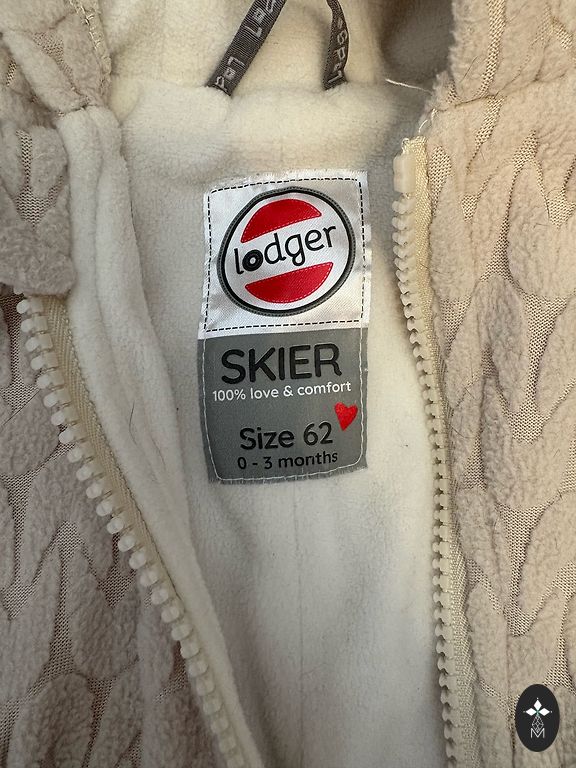 lodger
SKIER
100% love & comfort
Size 62
0 - 3 months